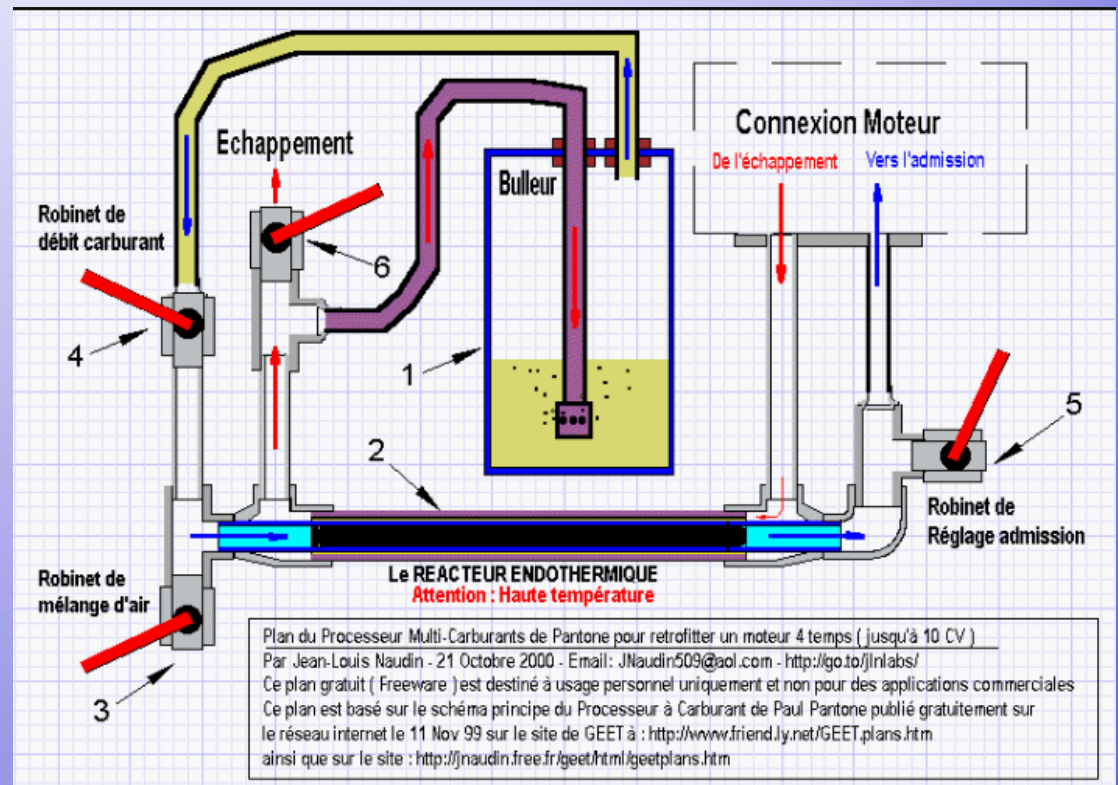 Connexion Moteur
De l'échappement
Vers l'admission
Echappement
Bulleur
Robinet de
débit carburant
6
4
1
5
2
Robinet de
Réglage admission
Le REACTEUR ENDOTHERMIQUE
Attention : Haute température
Robinet de
mélange d'air
3
Plan du Processeur Multi-Carburants de Pantone pour retrofitter un moteur 4 temps ( jusqu'à 10 CV )
Par Jean-Louis Naudin - 21 Octobre 2000 - Email: JNaudin509@aol.com - http://go.to/jlnlabs/
Ce plan gratuit ( Freeware ) est destiné à usage personnel uniquement et non pour des applications commerciales
Ce plan est basé sur le schéma principe du Processeur à Carburant de Paul Pantone publié gratuitement sur
le réseau internet le 11 Nov 99 sur le site de GEET à : http://www.friend.ly.net/GEET.plans.htm
ainsi que sur le site : http://jnaudin.free.fr/geet/html/geetplans.htm